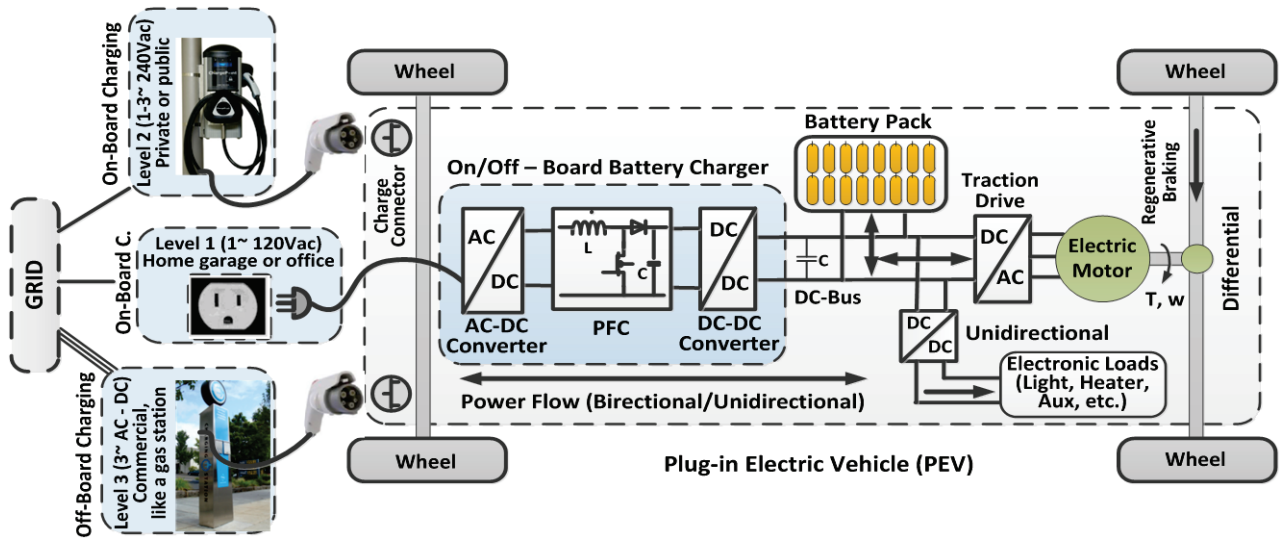 On-Board Charging
Level 2 (1-3~ 240Vac)
Private or public
GRID
On-Board C.
Level 1 (1~ 120Vac)
Home garage or office
Off-Board Charging
Level 3 (3~ AC - DC)
Commercial,
like a gas station
Charge
Connector
Wheel
Wheel
Wheel
Wheel
On/Off – Board Battery Charger
AC
DC
AC-DC
Converter
L
C
PFC
DC
DC
DC-DC
Converter
Power Flow (Birectional/Unidirectional)
Battery Pack
C
DC-Bus
Traction
Drive
DC
AC
Electric
Motor
T, w
Regenerative
Braking
Differential
DC
DC
Unidirectional
Electronic Loads
(Light, Heater,
Aux, etc.)
Plug-in Electric Vehicle (PEV)